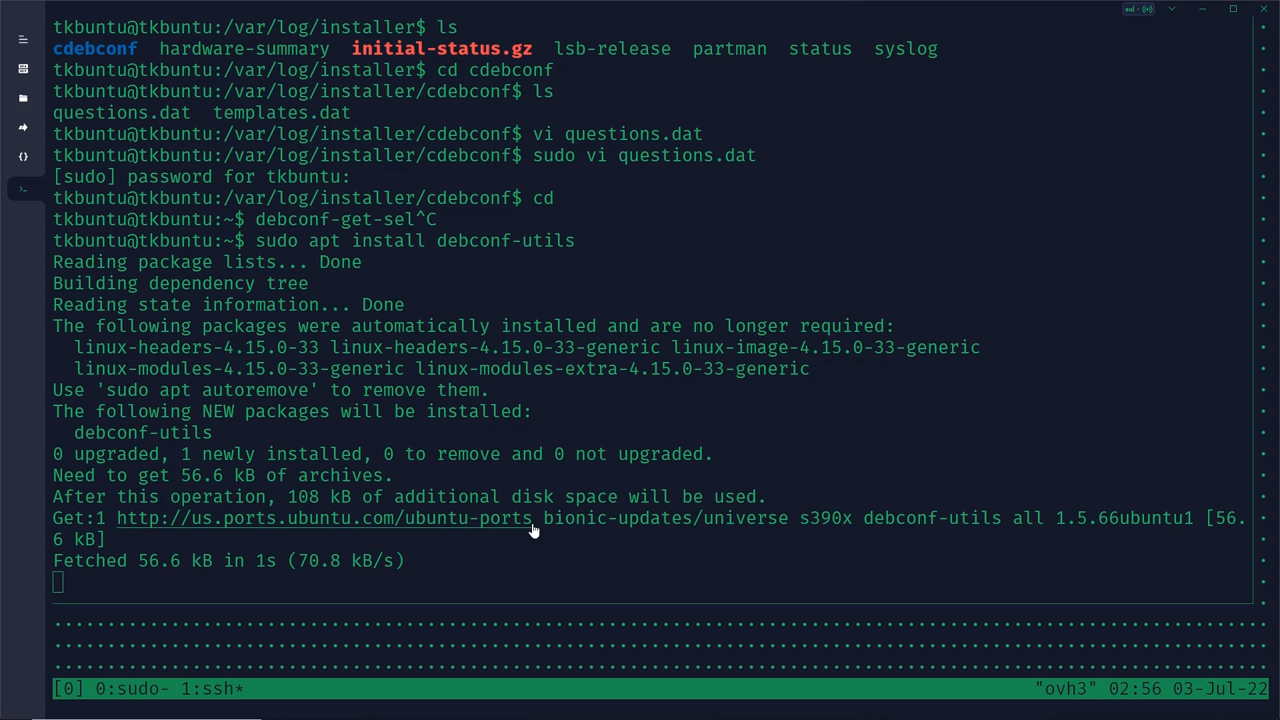 tkbuntu@tkbuntu:/var/log/installer$ ls
cdebconf  hardware-summary  initial-status.gz  lsb-release  partman  status  syslog
tkbuntu@tkbuntu:/var/log/installer$ cd cdebconf
tkbuntu@tkbuntu:/var/log/installer/cdebconf$ ls
questions.dat  templates.dat
tkbuntu@tkbuntu:/var/log/installer/cdebconf$ vi questions.dat
tkbuntu@tkbuntu:/var/log/installer/cdebconf$ sudo vi questions.dat
[sudo] password for tkbuntu:
tkbuntu@tkbuntu:/var/log/installer/cdebconf$ cd
tkbuntu@tkbuntu:~$ debconf-get-sel^C
tkbuntu@tkbuntu:~$ sudo apt install debconf-utils
Reading package lists... Done
Building dependency tree
Reading state information... Done
The following packages were automatically installed and are no longer required:
  linux-headers-4.15.0-33 linux-headers-4.15.0-33-generic linux-image-4.15.0-33-generic
  linux-modules-4.15.0-33-generic linux-modules-extra-4.15.0-33-generic
Use 'sudo apt autoremove' to remove them.
The following NEW packages will be installed:
  debconf-utils
0 upgraded, 1 newly installed, 0 to remove and 0 not upgraded.
Need to get 56.6 kB of archives.
After this operation, 108 kB of additional disk space will be used.
Get:1 http://us.ports.ubuntu.com/ubuntu-ports bionic-updates/universe s390x debconf-utils all 1.5.66ubuntu1 [56.
6 kB]
Fetched 56.6 kB in 1s (70.8 kB/s)
[0] 0:sudo- 1:ssh* "ovh3" 02:56 03-Jul-22